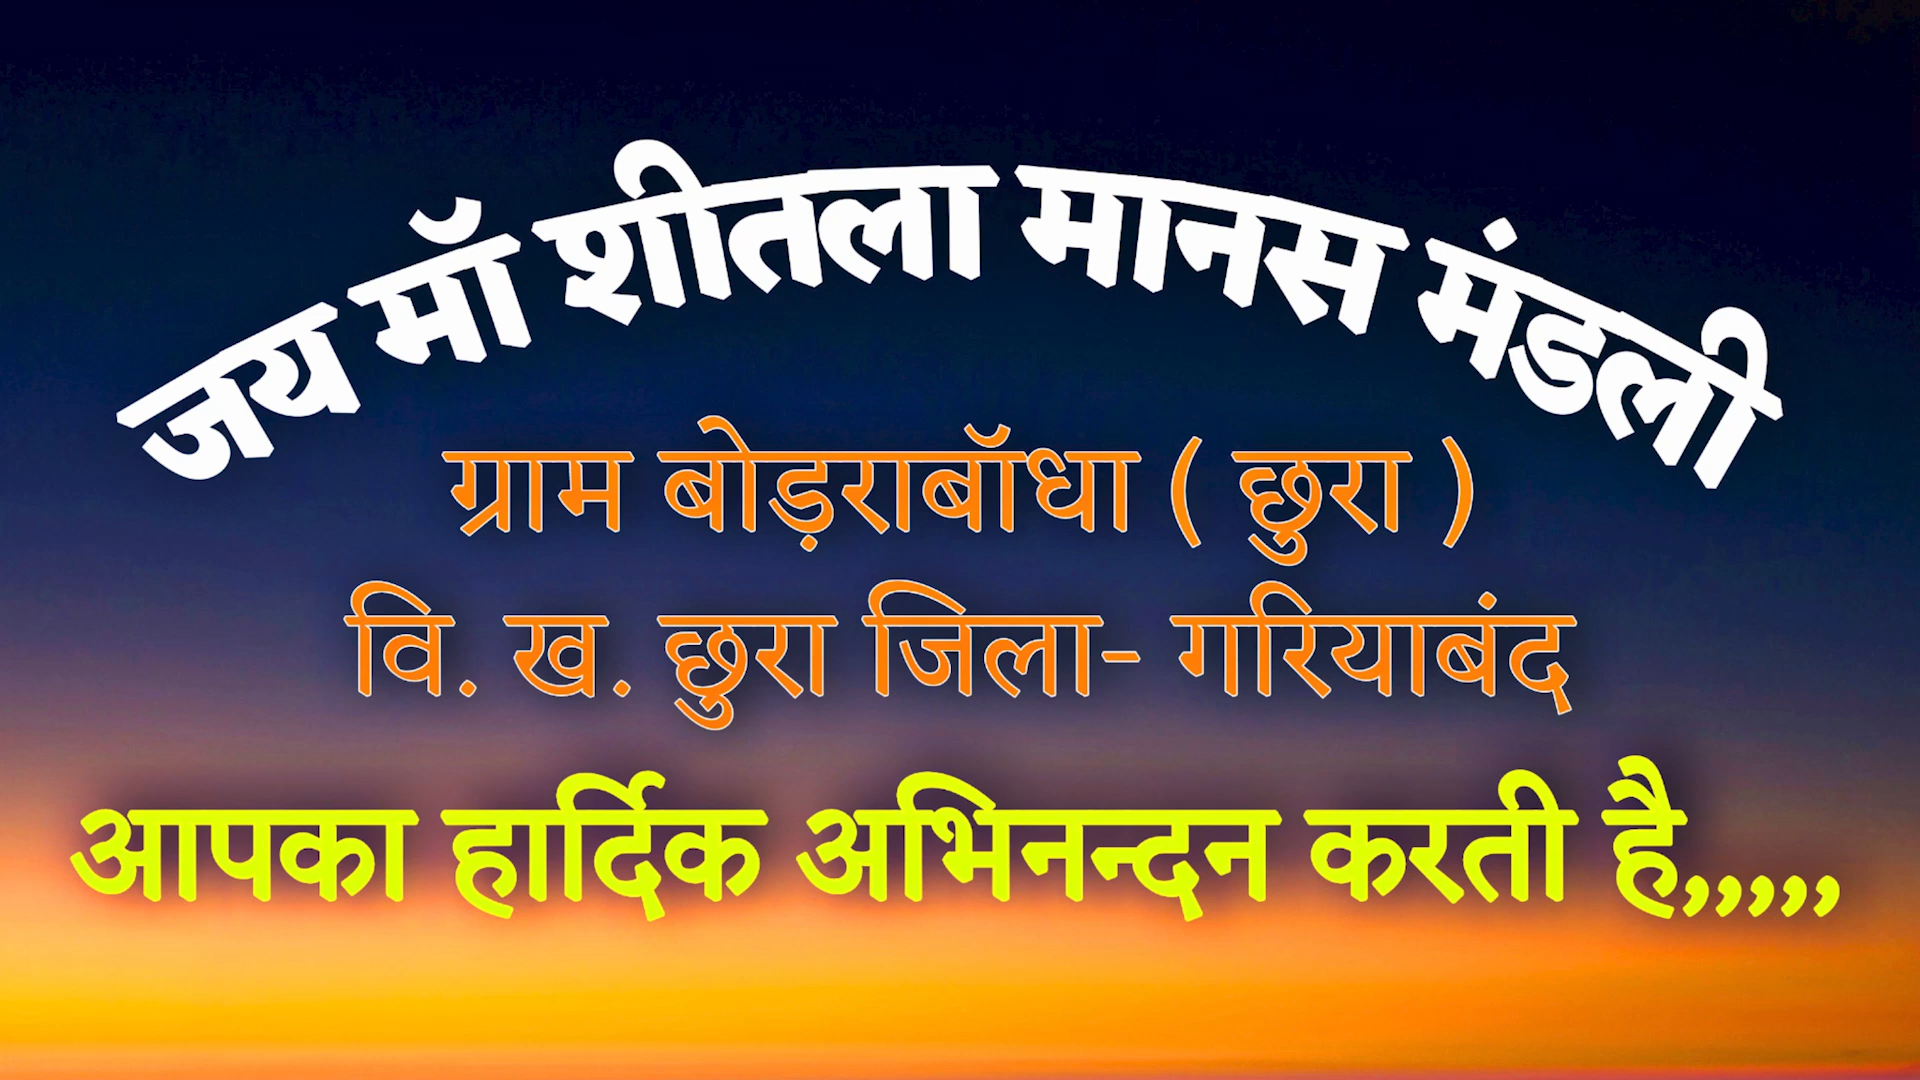 जय मॉ शीतला मानस मंडली
ग्राम बोड़राबॉधा ( छुरा )
वि. ख. छुरा जिला- गरियाबंद
आपका हार्दिक अभिनन्दन करती है,,,,,